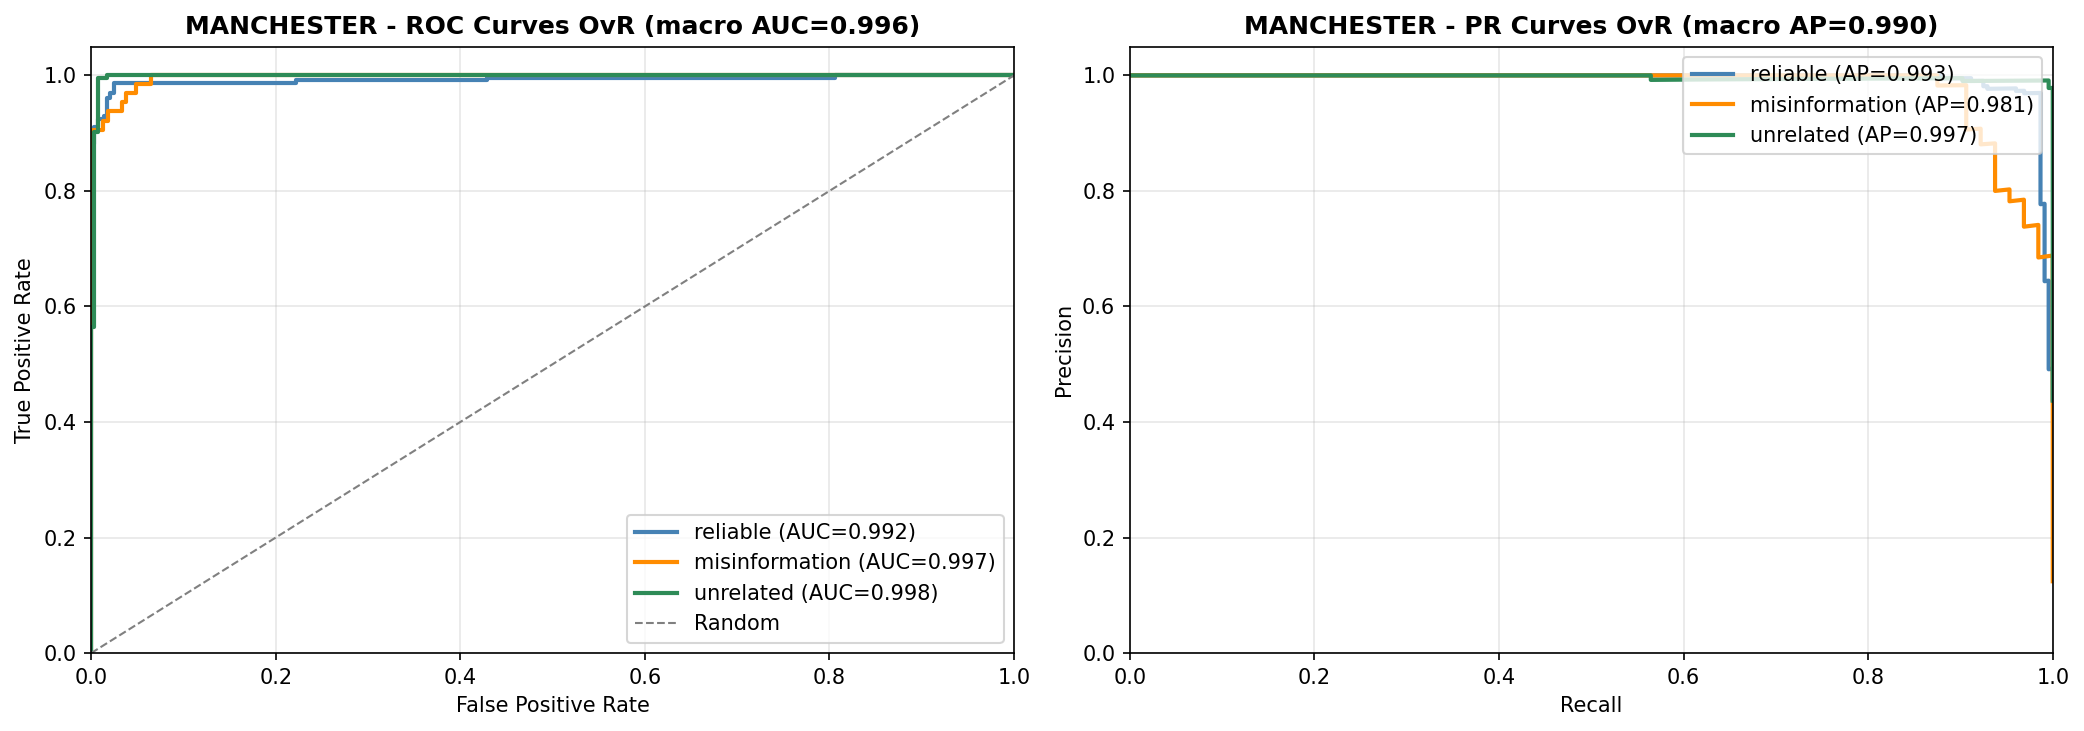 MANCHESTER - ROC Curves OvR (macro AUC=0.996)
True Positive Rate
1.0
0.8
0.6
0.4
0.2
0.0
reliable (AUC=0.992)
misinformation (AUC=0.997)
unrelated (AUC=0.998)
Random
0.0 0.2 0.4 0.6 0.8 1.0
False Positive Rate
MANCHESTER - PR Curves OvR (macro AP=0.990)
Precision
1.0
0.8
0.6
0.4
0.2
0.0
reliable (AP=0.993)
misinformation (AP=0.981)
unrelated (AP=0.997)
0.0 0.2 0.4 0.6 0.8 1.0
Recall